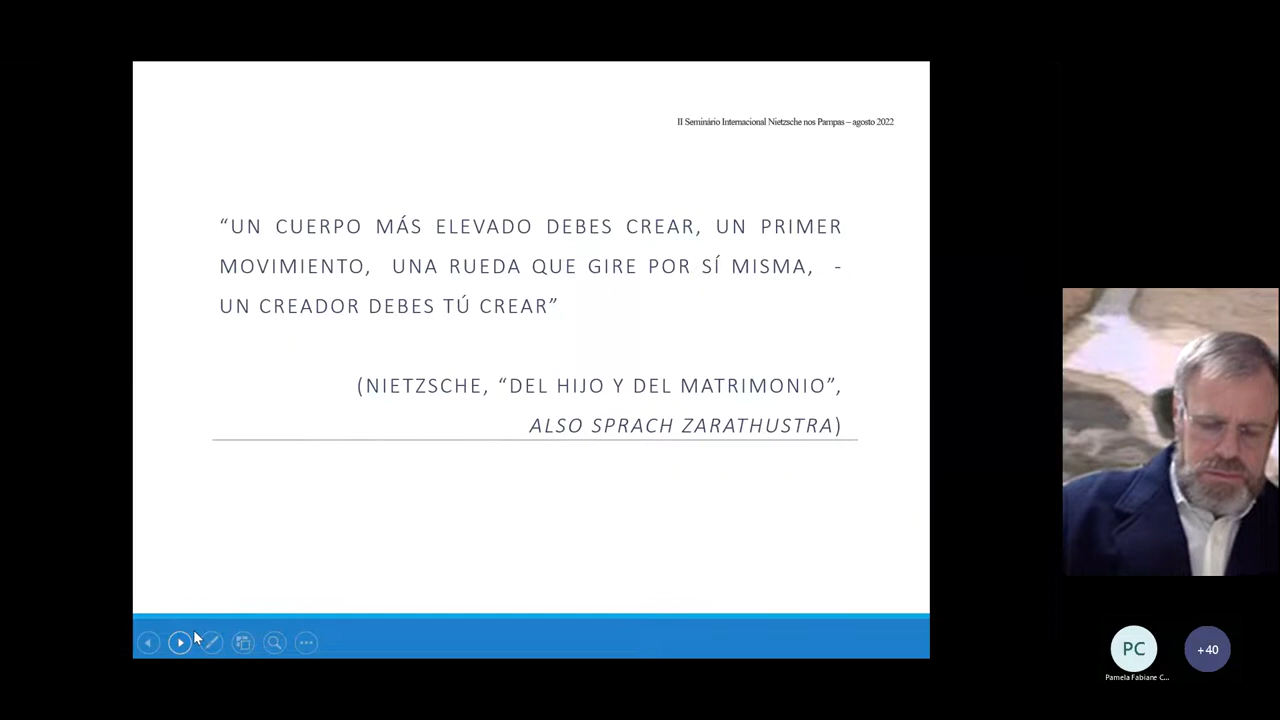 II Seminário Internacional Nietzsche nos Pampas – agosto 2022
“UN CUERPO MÁS ELEVADO DEBES CREAR, UN PRIMER
MOVIMIENTO, UNA RUEDA QUE GIRE POR SÍ MISMA, -
UN CREADOR DEBES TÚ CREAR”
(NIETZSCHE, “DEL HIJO Y DEL MATRIMONIO”,
ALSO SPRACH ZARATHUSTRA)
PC
+40
Pamela Fabiane C...